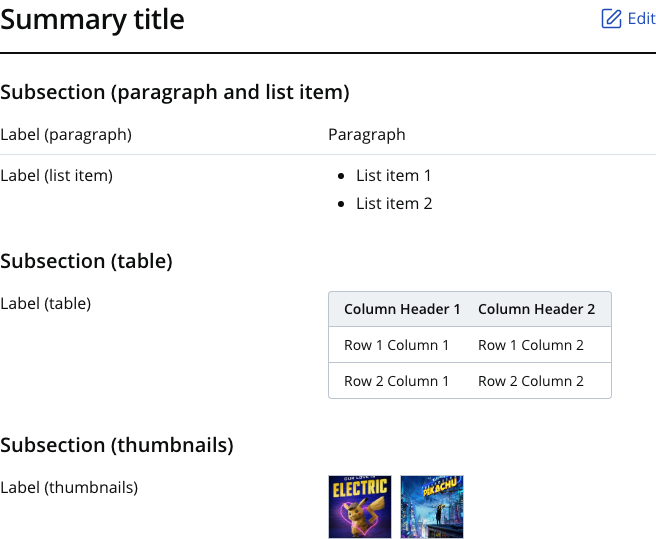 Summary title
Edit
Subsection (paragraph and list item)
Label (paragraph) Paragraph
Label (list item) List item 1
List item 2
Subsection (table)
Label (table)
Column Header 1 Column Header 2
Row 1 Column 1 Row 1 Column 2
Row 2 Column 1 Row 2 Column 2
Subsection (thumbnails)
Label (thumbnails)
ELECTRIC
PIKACHU